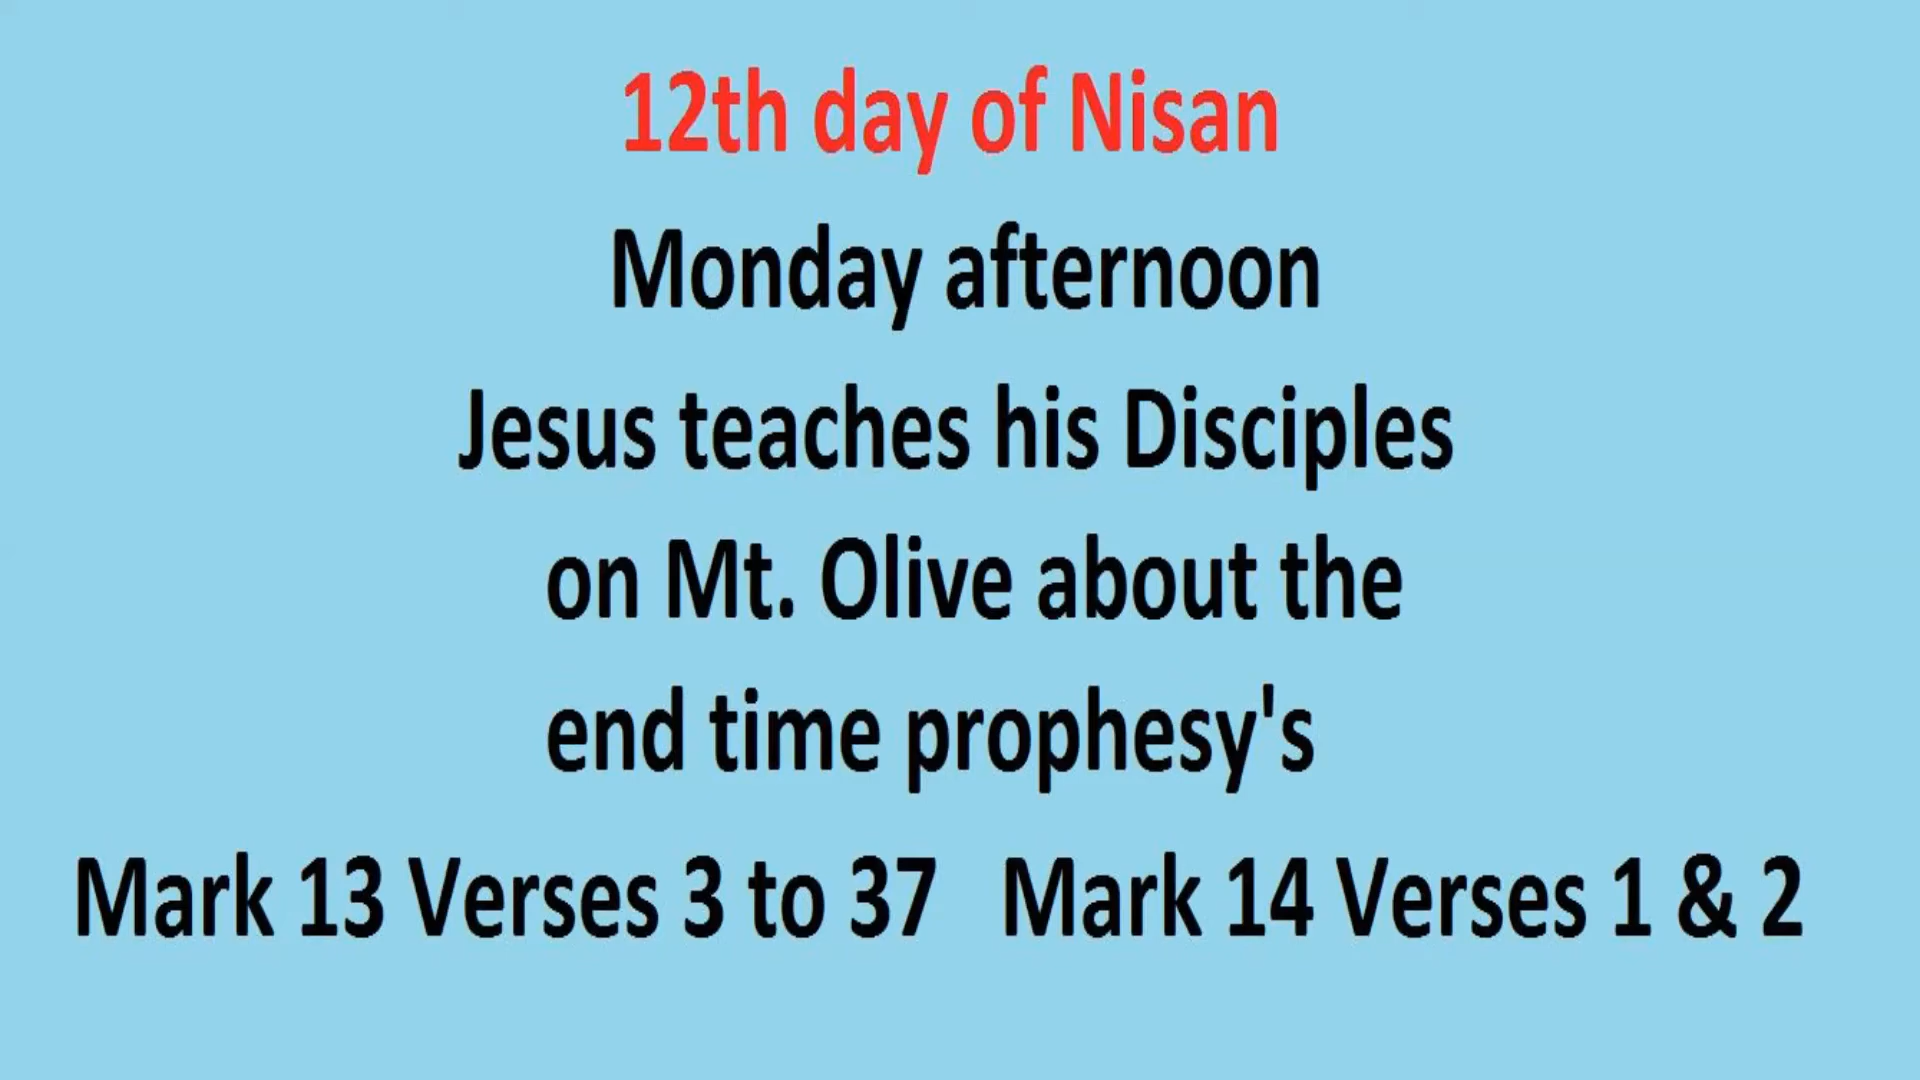 12th day of Nisan
Monday afternoon
Jesus teaches his Disciples
on Mt. Olive about the
end time prophesy's
Mark 13 Verses 3 to 37 Mark 14 Verses 1 & 2